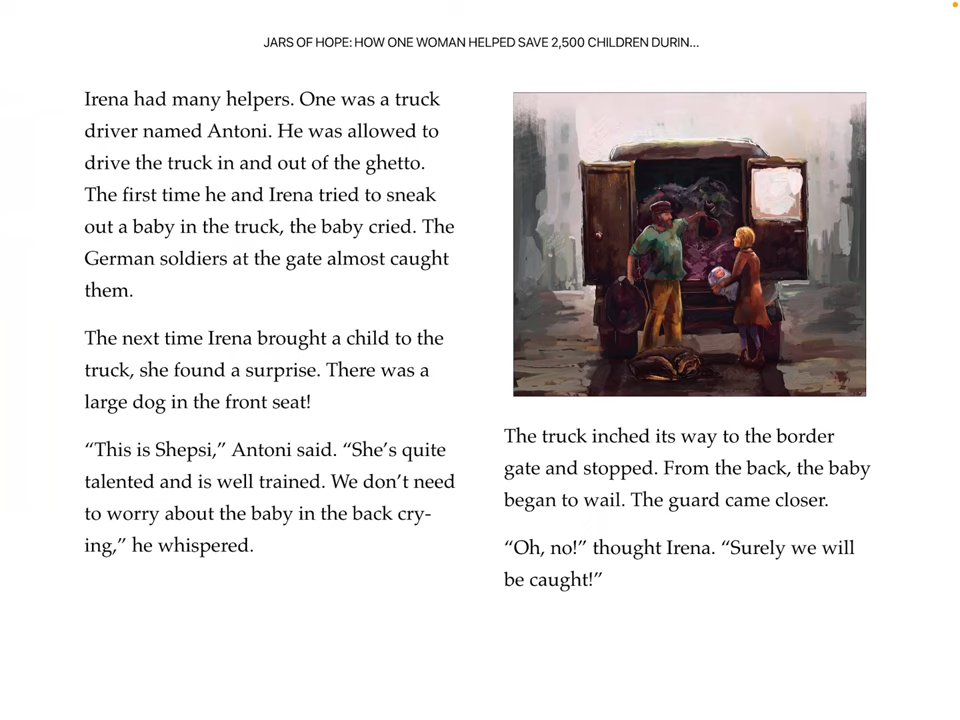 JARS OF HOPE: HOW ONE WOMAN HELPED SAVE 2,500 CHILDREN DURIN...
Irena had many helpers. One was a truck
driver named Antoni. He was allowed to
drive the truck in and out of the ghetto.
The first time he and Irena tried to sneak
out a baby in the truck, the baby cried. The
German soldiers at the gate almost caught
them.
The next time Irena brought a child to the
truck, she found a surprise. There was a
large dog in the front seat!
“This is Shepsi,” Antoni said. “She’s quite
talented and is well trained. We don’t need
to worry about the baby in the back cry-
ing,” he whispered.
The truck inched its way to the border
gate and stopped. From the back, the baby
began to wail. The guard came closer.
“Oh, no!” thought Irena. “Surely we will
be caught!”